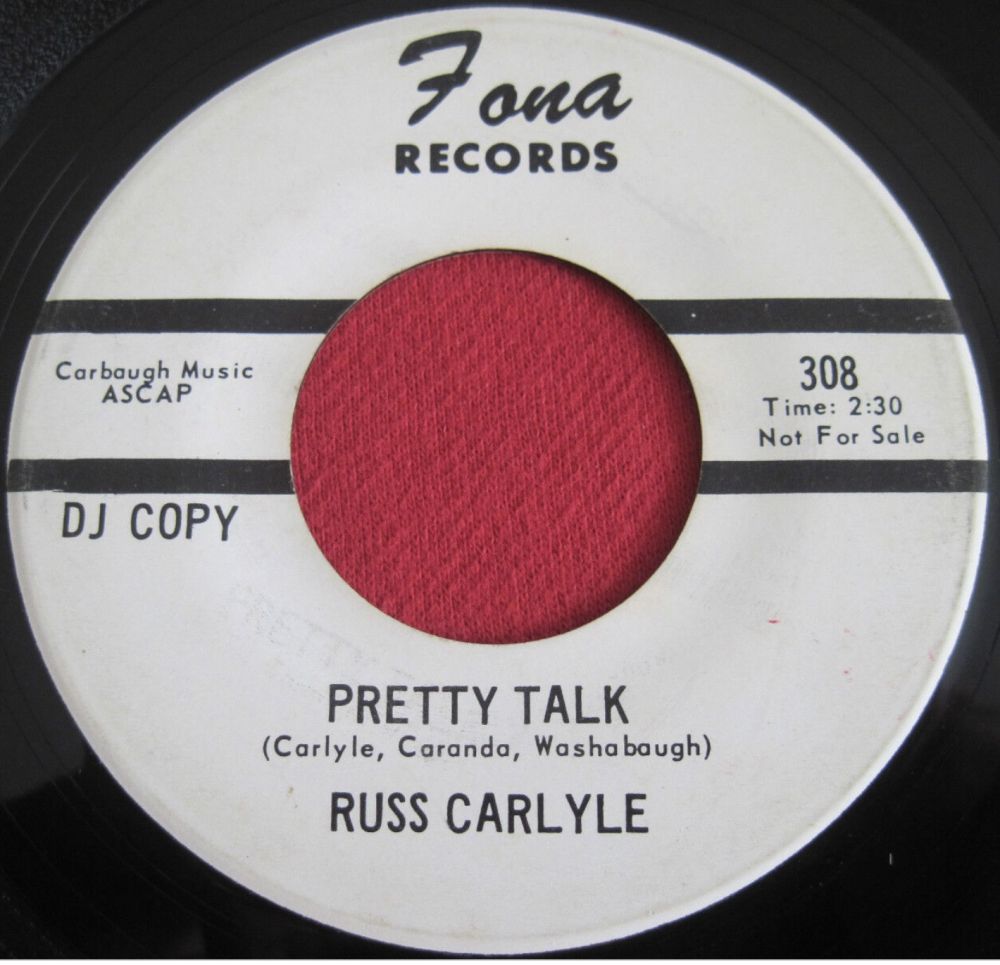 Fona
RECORDS
Carbaugh Music
ASCAP
308
Time: 2:30
Not For Sale
DJ COPY
PRETTY TALK
(Carlyle, Caranda, Washabaugh)
RUSS CARLYLE